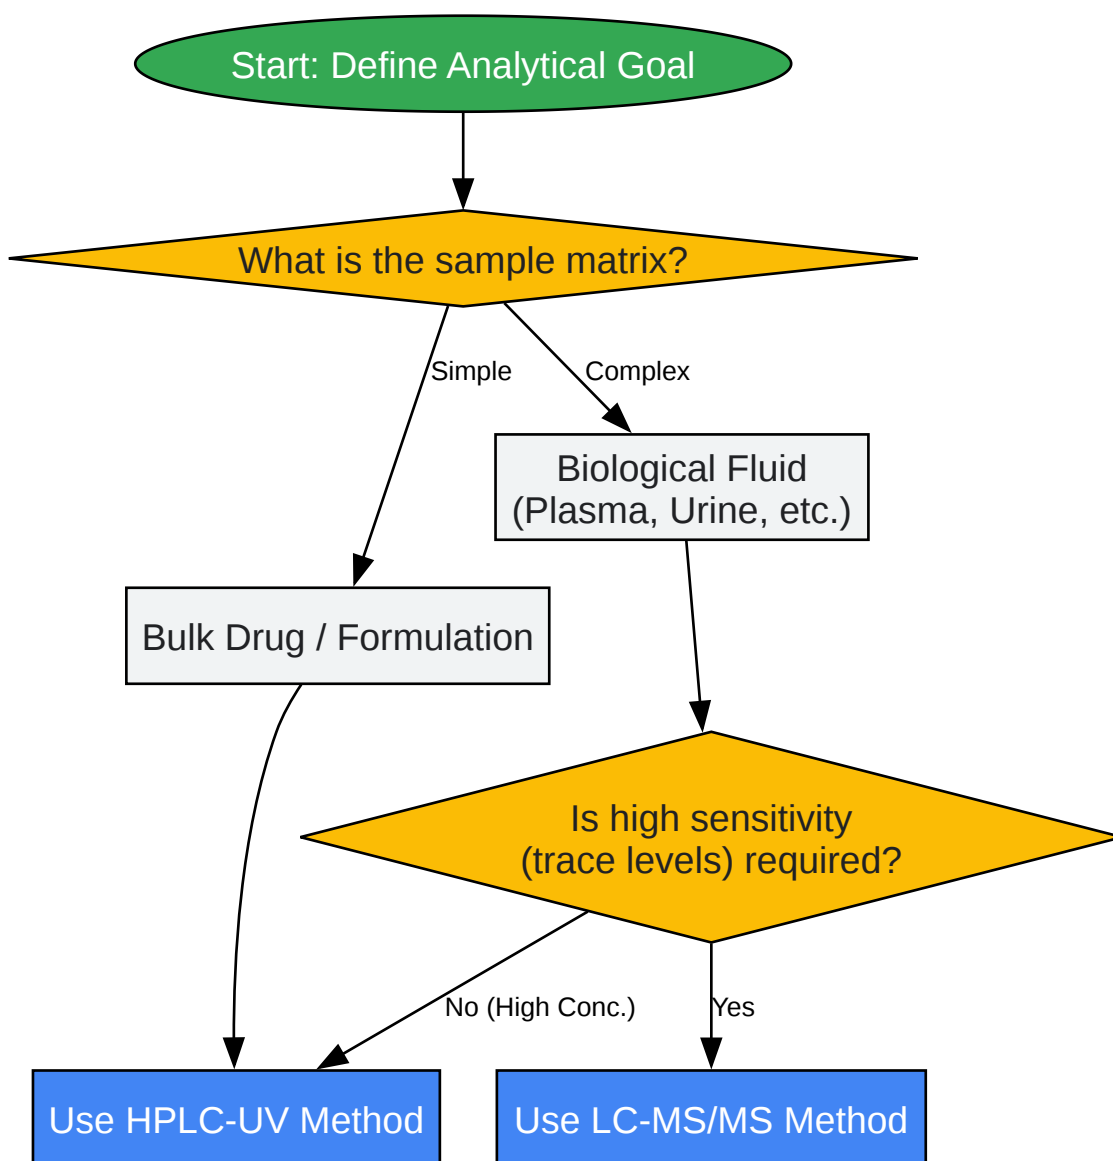 Start: Define Analytical Goal
What is the sample matrix?
Simple
Complex
Biological Fluid
(Plasma, Urine, etc.)
Bulk Drug / Formulation
Is high sensitivity
(trace levels) required?
No (High Conc.)
Yes
Use HPLC-UV Method
Use LC-MS/MS Method